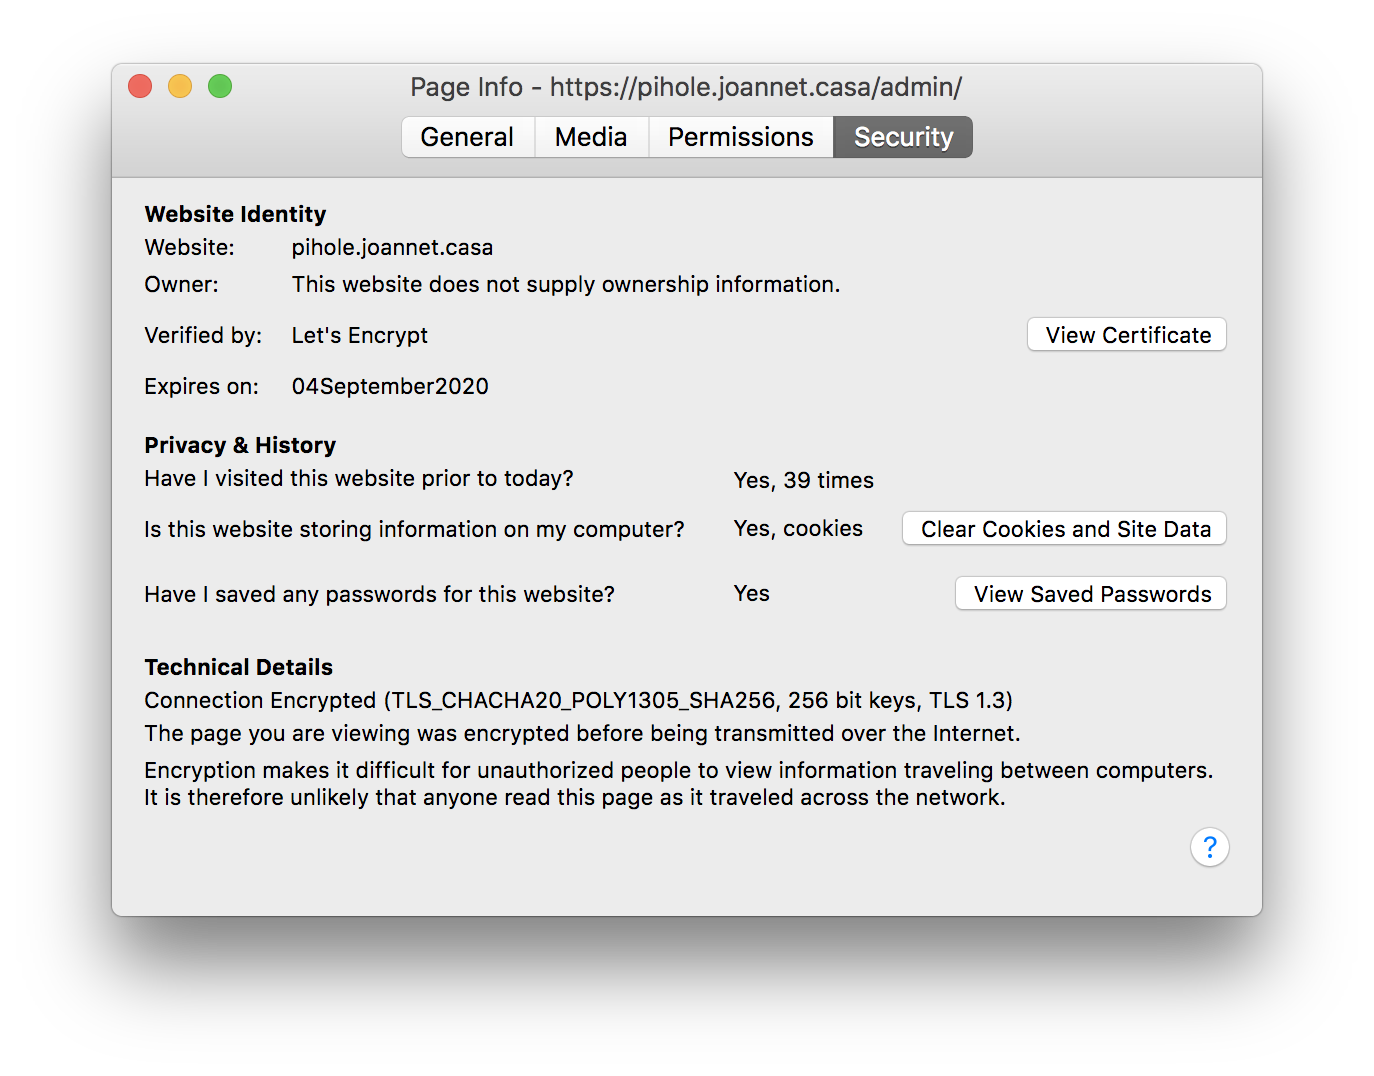 Page Info - https://pihole.joannet.casa/admin/
General Media Permissions Security
Website Identity
Website: pihole.joannet.casa
Owner: This website does not supply ownership information.
Verified by: Let's Encrypt View Certificate
Expires on: 04September2020
Privacy & History
Have I visited this website prior to today? Yes, 39 times
Is this website storing information on my computer? Yes, cookies Clear Cookies and Site Data
Have I saved any passwords for this website? Yes View Saved Passwords
Technical Details
Connection Encrypted (TLS_CHACHA20_POLY1305_SHA256, 256 bit keys, TLS 1.3)
The page you are viewing was encrypted before being transmitted over the Internet.
Encryption makes it difficult for unauthorized people to view information traveling between computers.
It is therefore unlikely that anyone read this page as it traveled across the network.
?